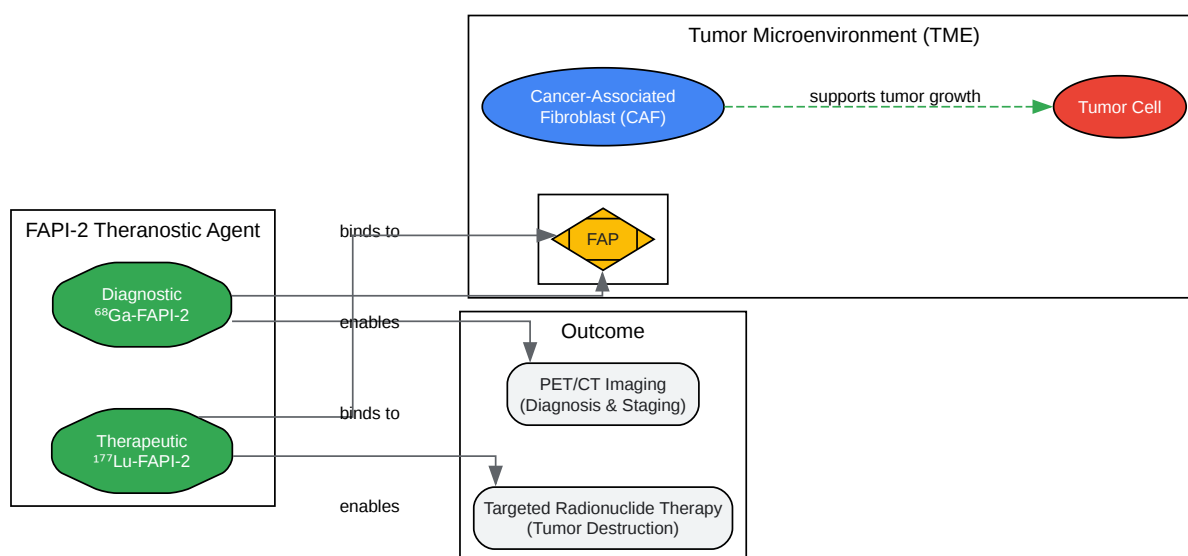 Tumor Microenvironment (TME)
Cancer-Associated
Fibroblast (CAF)
supports tumor growth
Tumor Cell
FAPI-2 Theranostic Agent
binds to
FAP
Diagnostic
⁶⁸Ga-FAPI-2
enables
Outcome
PET/CT Imaging
(Diagnosis & Staging)
binds to
Therapeutic
¹⁷⁷Lu-FAPI-2
enables
Targeted Radionuclide Therapy
(Tumor Destruction)